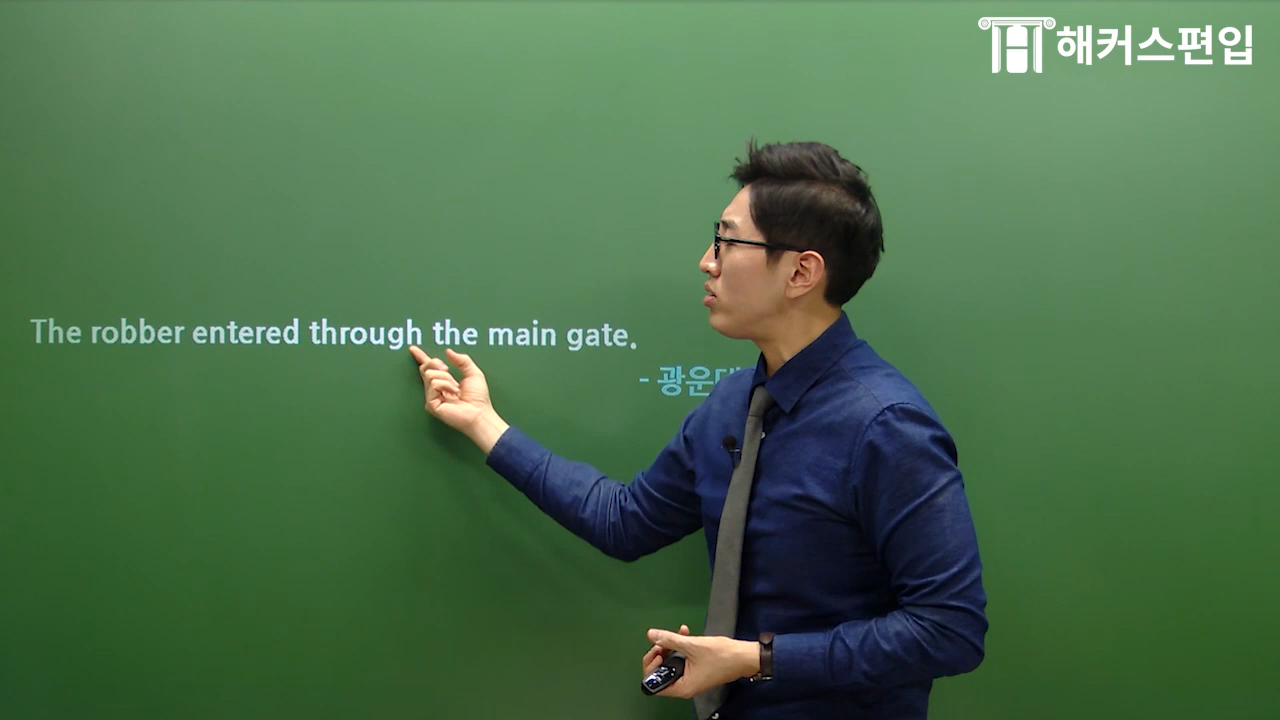 해커스편입
The robber entered through the main gate.
- 광운